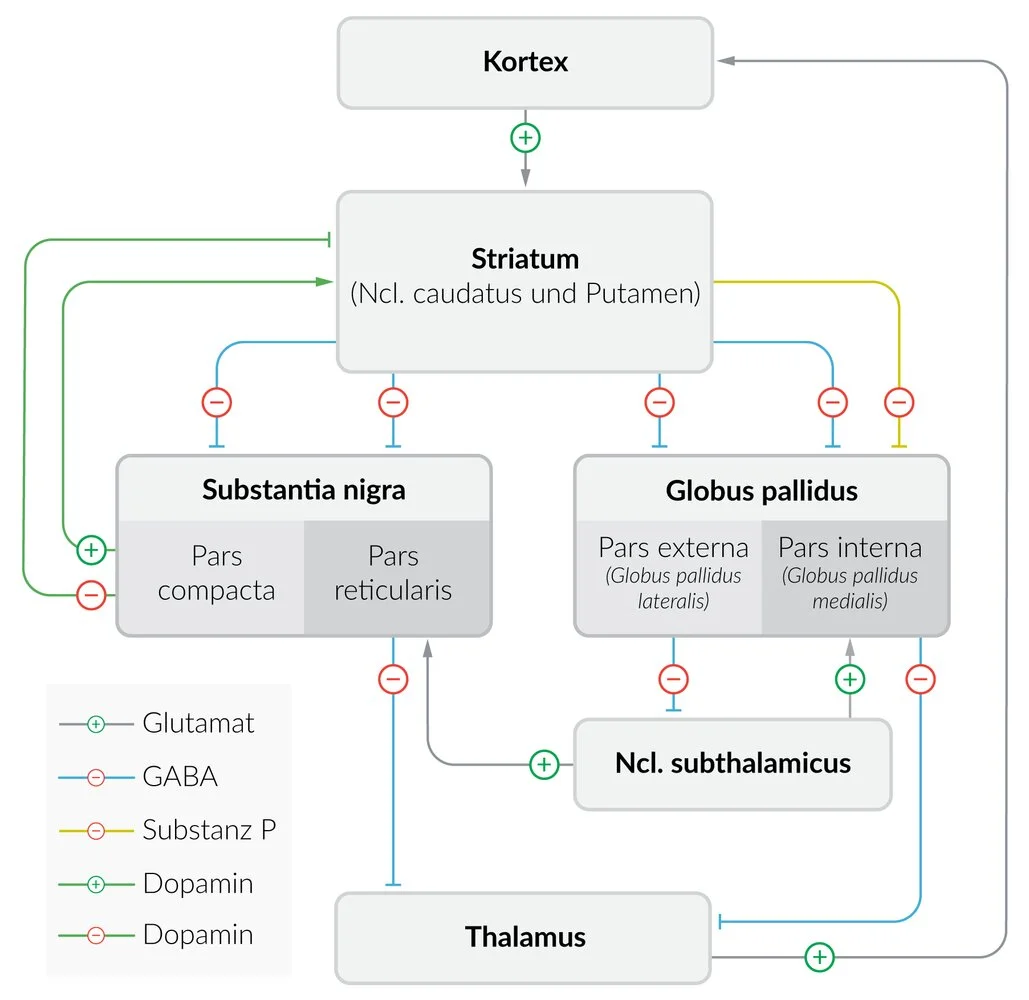 Kortex
+
Striatum
(Ncl. caudatus und Putamen)
− − − − −
Substantia nigra
Globus pallidus
+
Pars
compacta
Pars
reticularis
−
Pars externa
(Globus pallidus
lateralis)
Pars interna
(Globus pallidus
medialis)
− − + −
+
Ncl. subthalamicus
+ Glutamat
− GABA
− Substanz P
+ Dopamin
− Dopamin
Thalamus
+